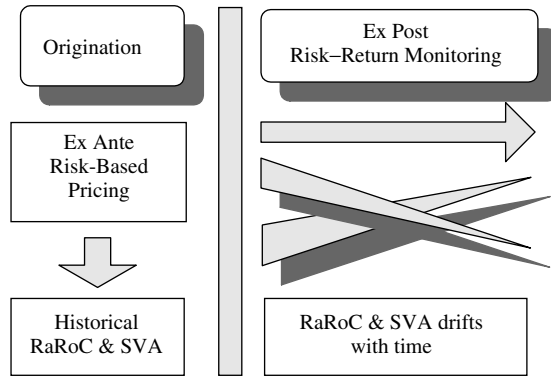 Origination
Ex Ante
Risk-Based
Pricing
Historical
RaRoC & SVA
Ex Post
Risk−Return Monitoring
RaRoC & SVA drifts
with time